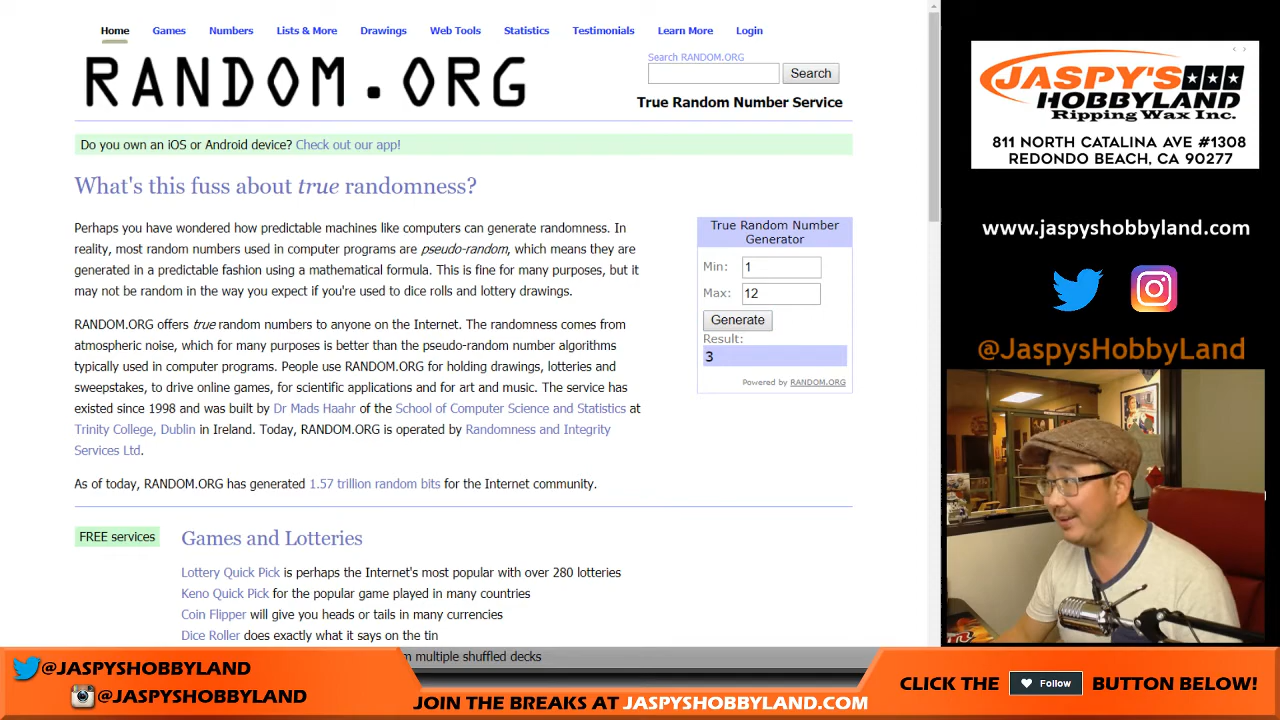 Home Games Numbers Lists & More Drawings Web Tools Statistics Testimonials Learn More Login
RANDOM.ORG
Search RANDOM.ORG
Search
True Random Number Service
Do you own an iOS or Android device? Check out our app!
What's this fuss about true randomness?
Perhaps you have wondered how predictable machines like computers can generate randomness. In
reality, most random numbers used in computer programs are pseudo-random, which means they are
generated in a predictable fashion using a mathematical formula. This is fine for many purposes, but it
may not be random in the way you expect if you're used to dice rolls and lottery drawings.
RANDOM.ORG offers true random numbers to anyone on the Internet. The randomness comes from
atmospheric noise, which for many purposes is better than the pseudo-random number algorithms
typically used in computer programs. People use RANDOM.ORG for holding drawings, lotteries and
sweepstakes, to drive online games, for scientific applications and for art and music. The service has
existed since 1998 and was built by Dr Mads Haahr of the School of Computer Science and Statistics at
Trinity College, Dublin in Ireland. Today, RANDOM.ORG is operated by Randomness and Integrity
Services Ltd.
As of today, RANDOM.ORG has generated 1.57 trillion random bits for the Internet community.
True Random Number
Generator
Min: 1
Max: 12
Generate
Result:
3
Powered by RANDOM.ORG
FREE services
Games and Lotteries
Lottery Quick Pick is perhaps the Internet's most popular with over 280 lotteries
Keno Quick Pick for the popular game played in many countries
Coin Flipper will give you heads or tails in many currencies
Dice Roller does exactly what it says on the tin
multiple shuffled decks
JASPY'S
HOBBYLAND
Ripping Wax Inc.
811 NORTH CATALINA AVE #1308
REDONDO BEACH, CA 90277
www.jaspyshobbyland.com
@JaspysHobbyLand
@JASPYSHOBBYLAND
@JASPYSHOBBYLAND
JOIN THE BREAKS AT JASPYSHOBBYLAND.COM
CLICK THE Follow BUTTON BELOW!